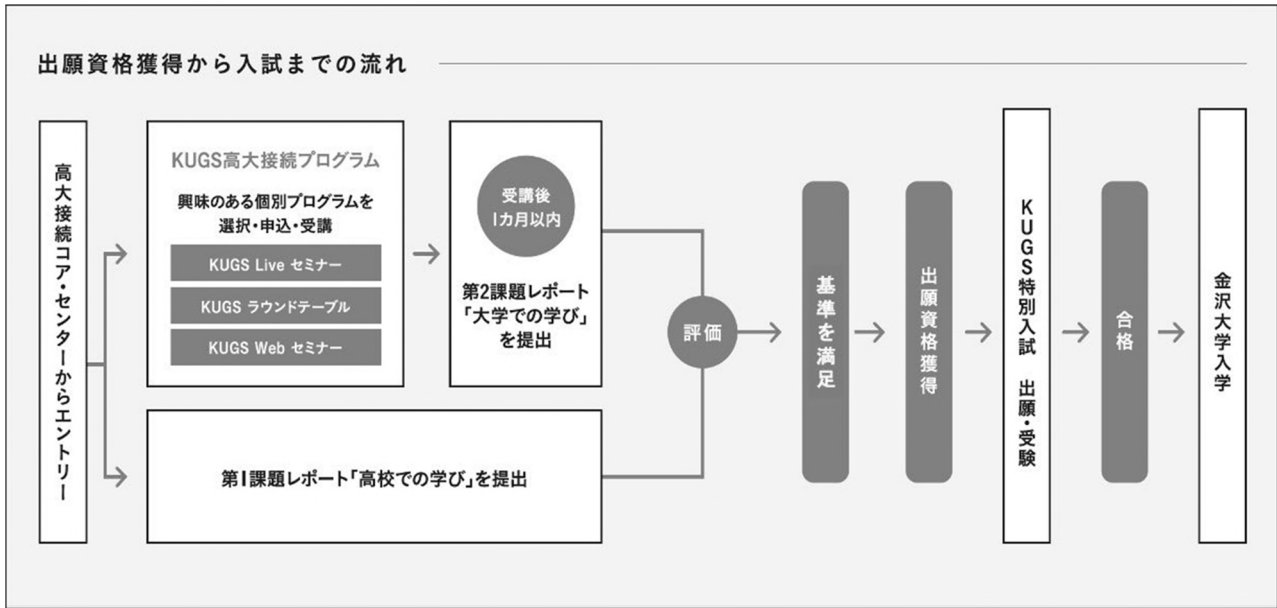 出願資格獲得から入試までの流れ
高大接続コア・センターからエントリー
KUGS高大接続プログラム
興味のある個別プログラムを
選択・申込・受講
KUGS Live セミナー
KUGS ラウンドテーブル
KUGS Web セミナー
受講後
1カ月以内
第2課題レポート
「大学での学び」
を提出
第1課題レポート「高校での学び」を提出
評価
基準を満足
出願資格獲得
KUGS特別入試 出願・受験
合格
金沢大学入学